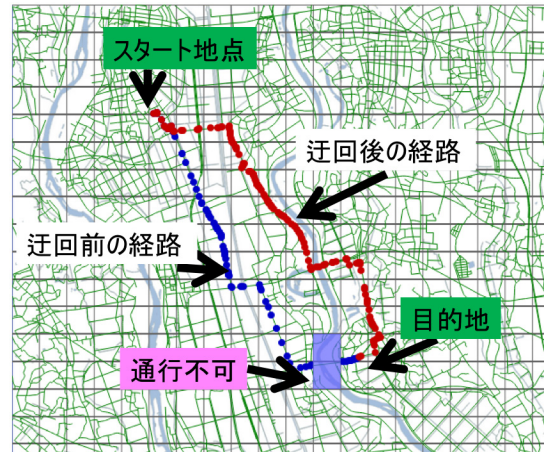 スタート地点
迂回後の経路
迂回前の経路
目的地
通行不可